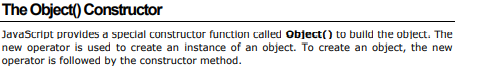 The Object() Constructor
JavaScript provides a special constructor function called Object() to build the object. The
new operator is used to create an instance of an object. To create an object, the new
operator is followed by the constructor method.